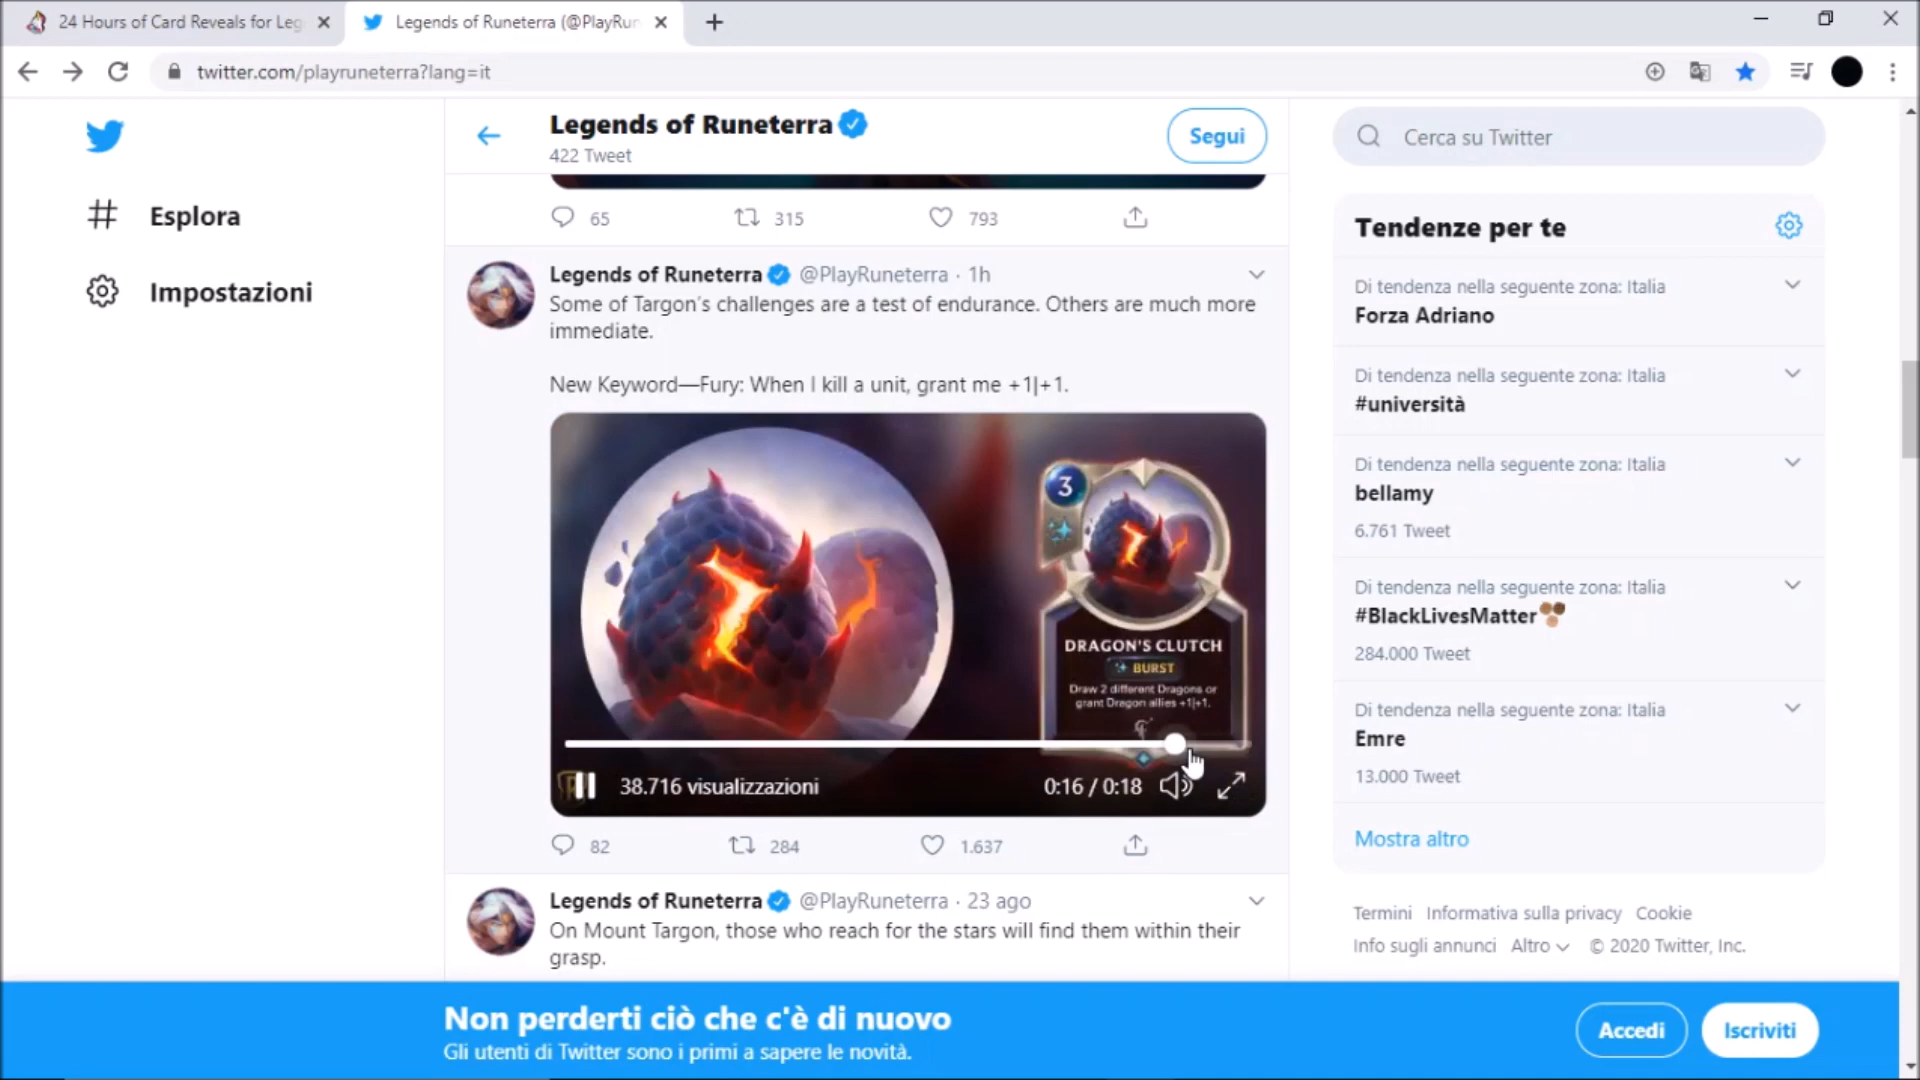 24 Hours of Card Reveals for Leg
Legends of Runeterra (@PlayRun
twitter.com/playruneterra?lang=it
Legends of Runeterra
422 Tweet
Segui
Cerca su Twitter
Esplora
Impostazioni
65
315
793
Legends of Runeterra @PlayRuneterra · 1h
Some of Targon's challenges are a test of endurance. Others are much more
immediate.
New Keyword—Fury: When I kill a unit, grant me +1|+1.
3
DRAGON'S CLUTCH
BURST
Draw 2 different Dragons or
grant Dragon allies +1|+1.
38.716 visualizzazioni
0:16 / 0:18
82
284
1.637
Legends of Runeterra @PlayRuneterra · 23 ago
On Mount Targon, those who reach for the stars will find them within their
grasp.
Tendenze per te
Di tendenza nella seguente zona: Italia
Forza Adriano
Di tendenza nella seguente zona: Italia
#università
Di tendenza nella seguente zona: Italia
bellamy
6.761 Tweet
Di tendenza nella seguente zona: Italia
#BlackLivesMatter
284.000 Tweet
Di tendenza nella seguente zona: Italia
Emre
13.000 Tweet
Mostra altro
Termini Informativa sulla privacy Cookie
Info sugli annunci Altro © 2020 Twitter, Inc.
Non perderti ciò che c'è di nuovo
Gli utenti di Twitter sono i primi a sapere le novità.
Accedi
Iscriviti